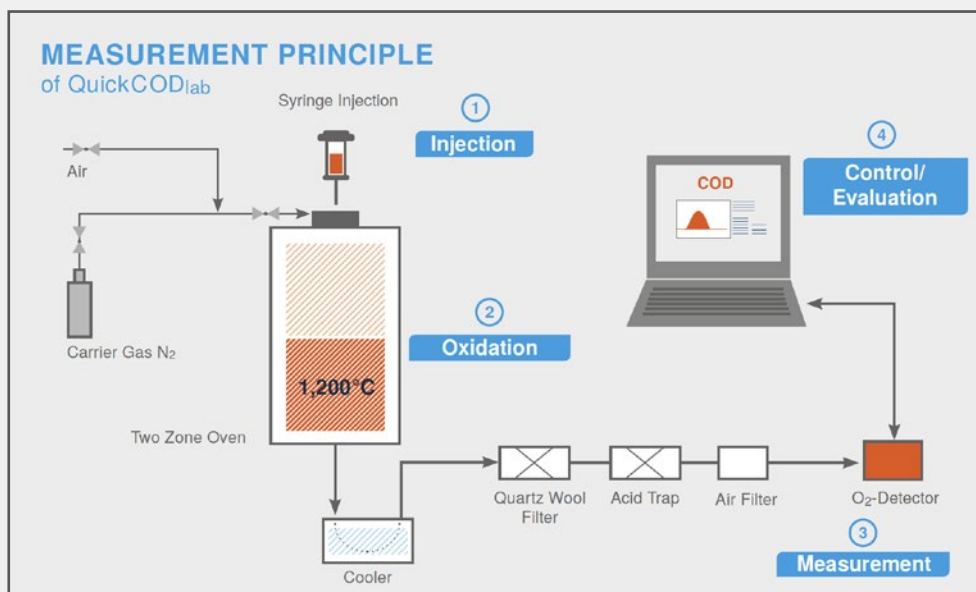 MEASUREMENT PRINCIPLE
of QuickCODlab
Syringe Injection
1
Injection
4
Control/
Evaluation
Air
COD
Carrier Gas N2
2
Oxidation
1,200°C
Two Zone Oven
Quartz Wool
Filter
Acid Trap
Air Filter
O2-Detector
Cooler
3
Measurement